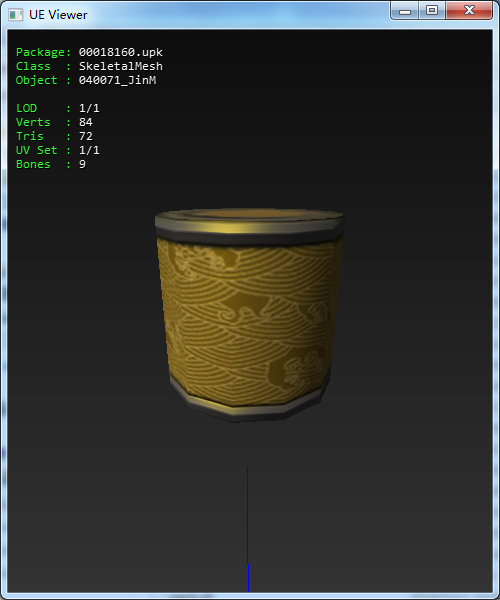 UE Viewer
Package: 00018160.upk
Class : SkeletalMesh
Object : 040071_JinM
LOD : 1/1
Verts : 84
Tris : 72
UV Set : 1/1
Bones : 9